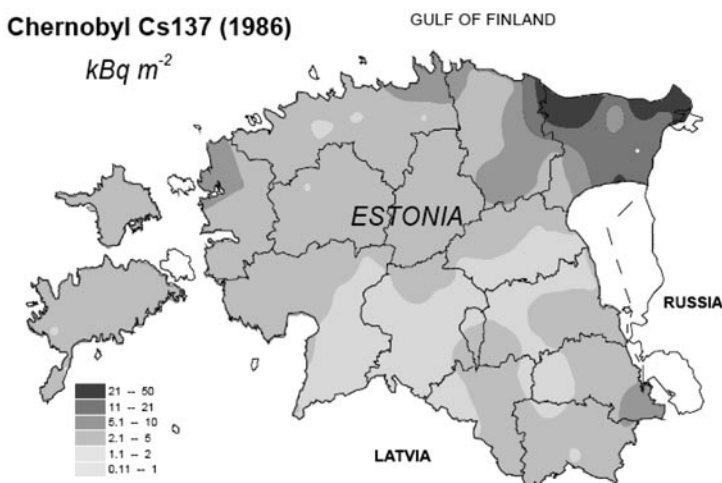 Chernobyl Cs137 (1986)
kBq m⁻²
GULF OF FINLAND
ESTONIA
RUSSIA
LATVIA
21 -- 50
11 -- 21
5.1 -- 10
2.1 -- 5
1.1 -- 2
0.11 -- 1